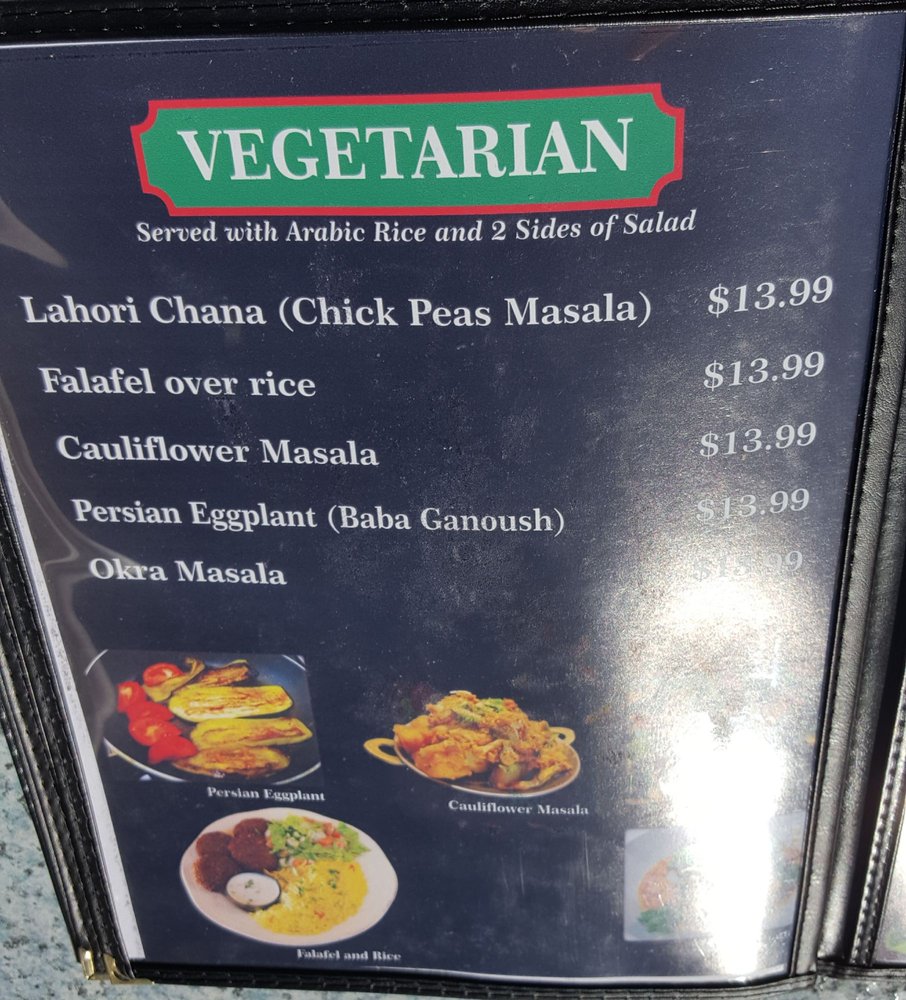 VEGETARIAN
Served with Arabic Rice and 2 Sides of Salad
Lahori Chana (Chick Peas Masala) $13.99
Falafel over rice $13.99
Cauliflower Masala $13.99
Persian Eggplant (Baba Ganoush) $13.99
Okra Masala $13.99
Persian Eggplant
Cauliflower Masala
Falafel and Rice